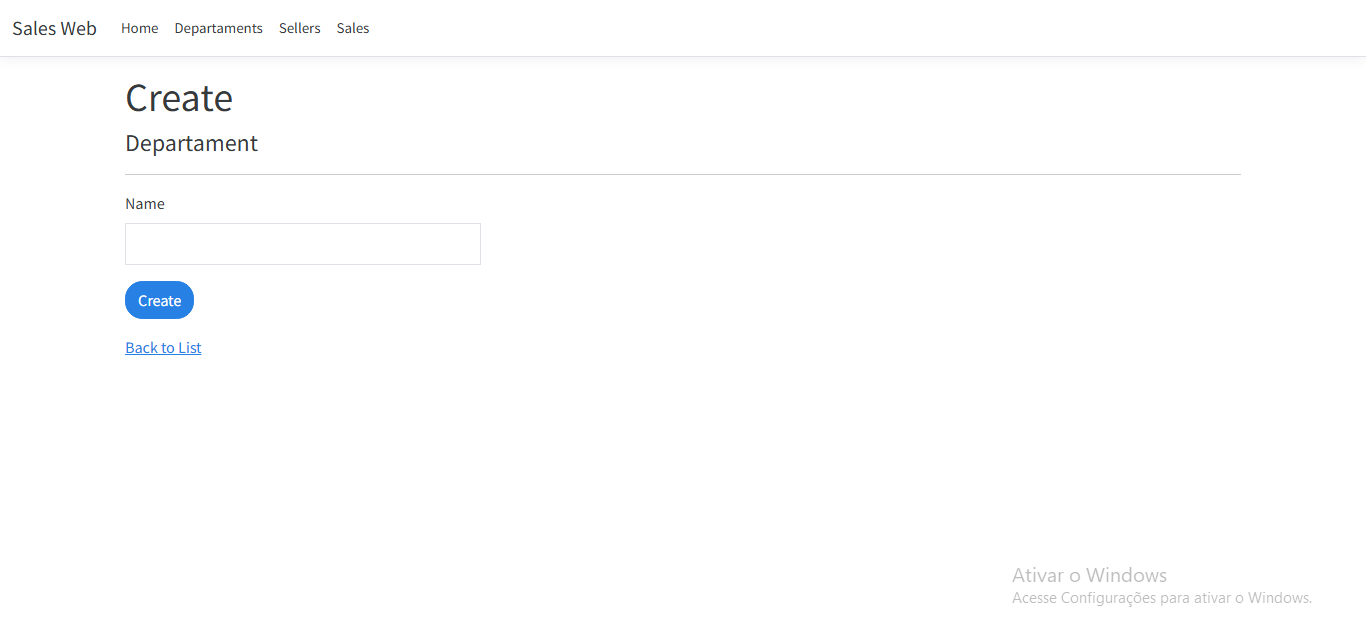 Sales Web Home Departaments Sellers Sales
Create
Departament
Name
Create
Back to List
Ativar o Windows
Acesse Configurações para ativar o Windows.